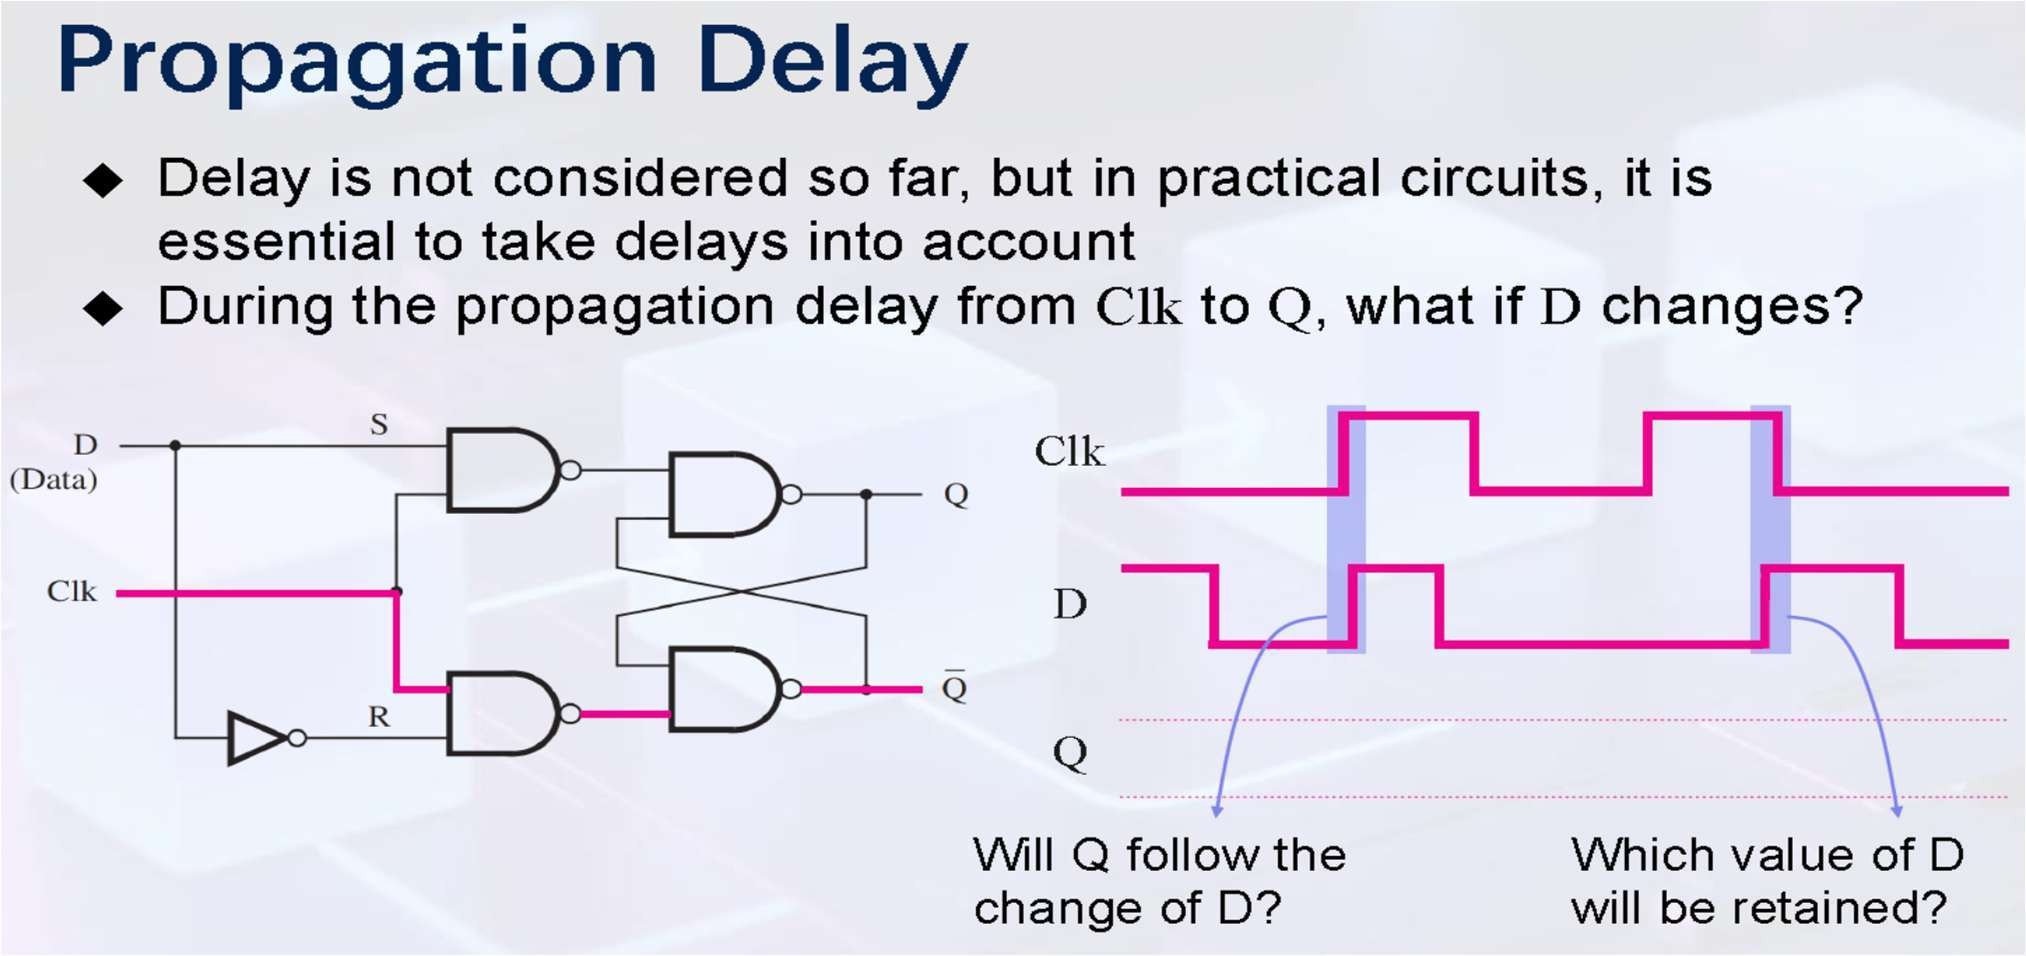 Propagation Delay
◆ Delay is not considered so far, but in practical circuits, it is
essential to take delays into account
◆ During the propagation delay from Clk to Q, what if D changes?
D
(Data)
S
Q
Clk
R
Q̅
Clk
D
Q
Will Q follow the
change of D?
Which value of D
will be retained?